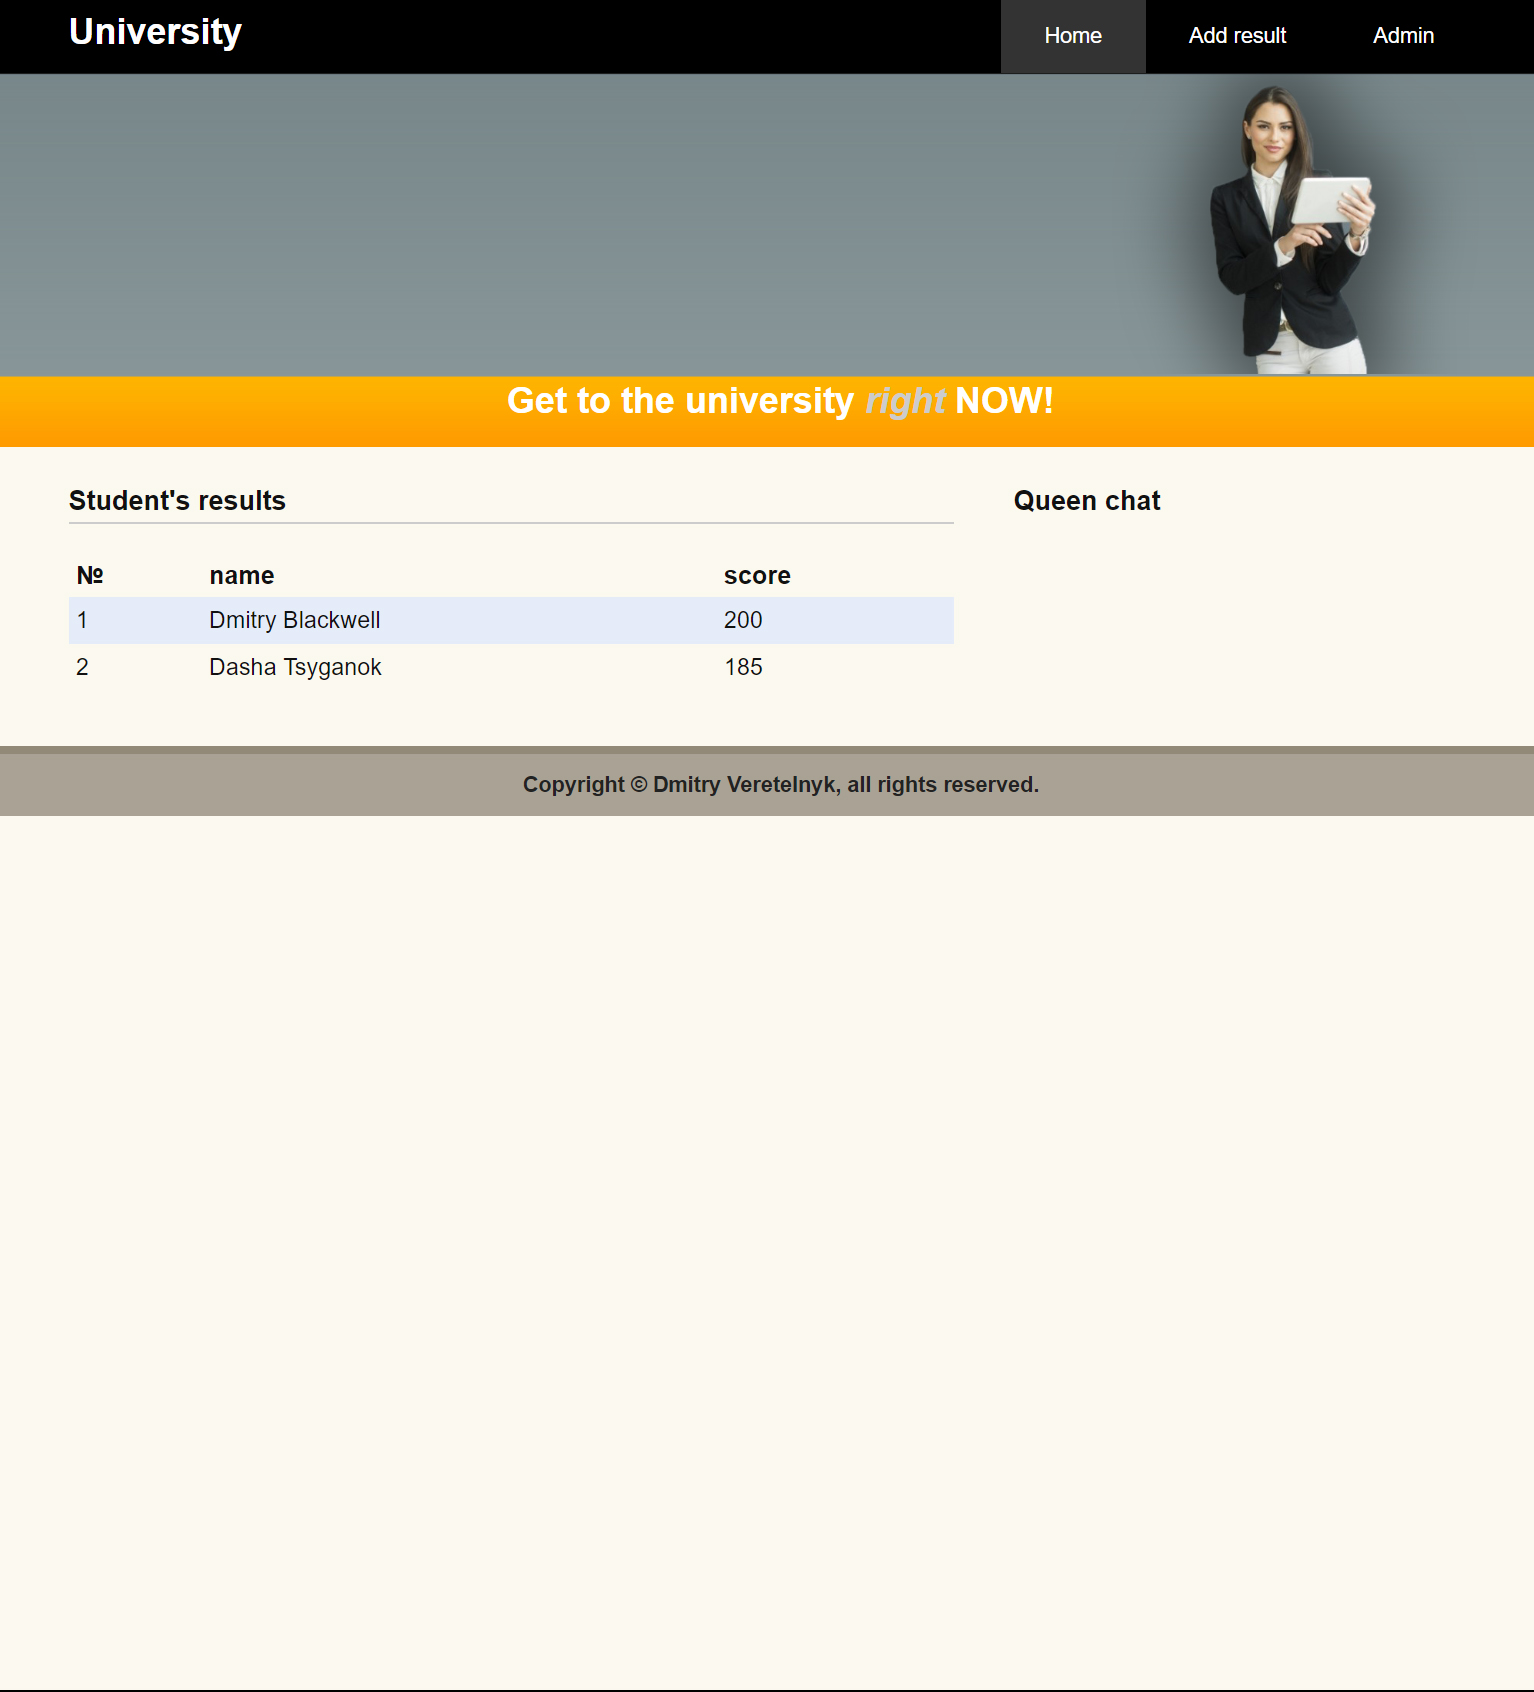 University
Home Add result Admin
Get to the university right NOW!
Student's results
Queen chat
№ name score
1 Dmitry Blackwell 200
2 Dasha Tsyganok 185
Copyright © Dmitry Veretelnyk, all rights reserved.